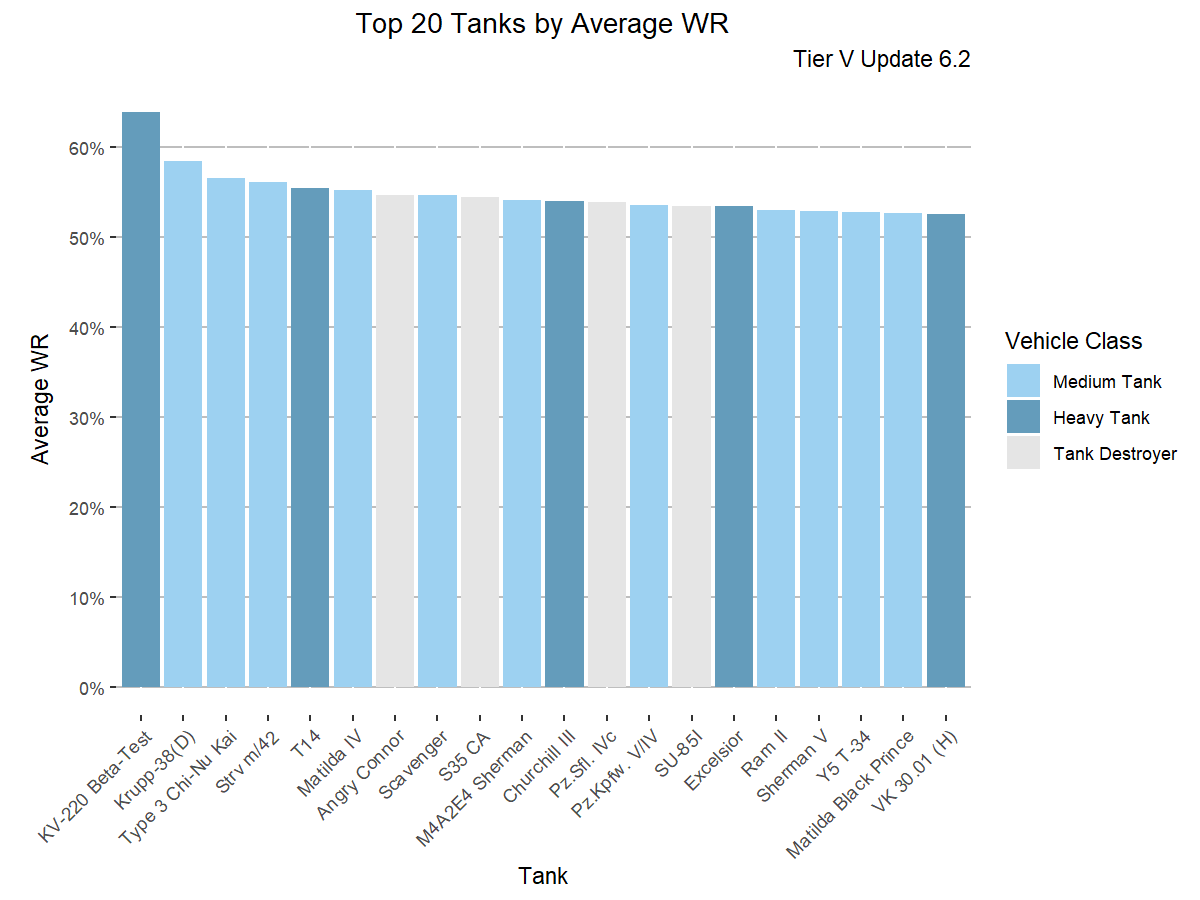 Top 20 Tanks by Average WR
Tier V Update 6.2
Average WR
60%
50%
40%
30%
20%
10%
0%
KV-220 Beta-Test
Krupp-38(D)
Type 3 Chi-Nu Kai
Strv m/42
T14
Matilda IV
Angry Connor
Scavenger
S35 CA
M4A2E4 Sherman
Churchill III
Pz.Sfl. IVc
Pz.Kpfw. V/IV
SU-85I
Excelsior
Ram II
Sherman V
Y5 T-34
Matilda Black Prince
VK 30.01 (H)
Tank
Vehicle Class
Medium Tank
Heavy Tank
Tank Destroyer